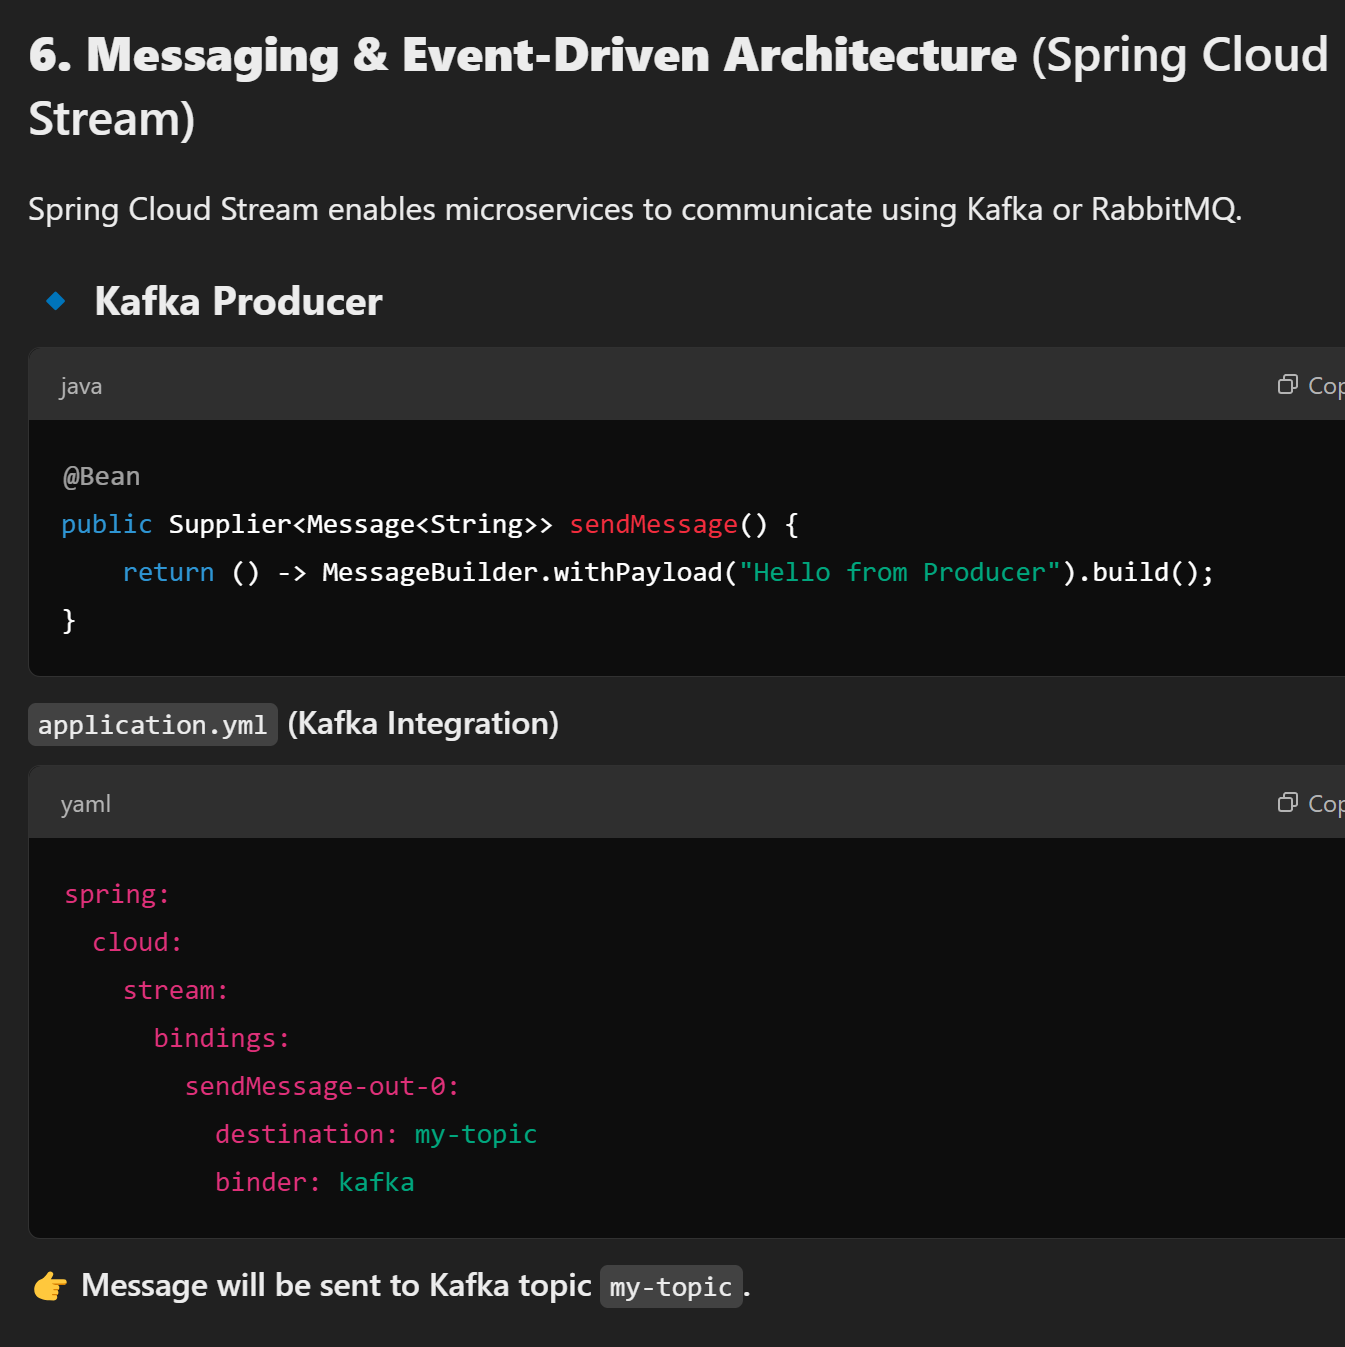 6. Messaging & Event-Driven Architecture (Spring Cloud
Stream)
Spring Cloud Stream enables microservices to communicate using Kafka or RabbitMQ.
Kafka Producer
java
Cop
@Bean
public Supplier<Message<String>> sendMessage() {
    return () -> MessageBuilder.withPayload("Hello from Producer").build();
}
application.yml (Kafka Integration)
yaml
Cop
spring:
  cloud:
    stream:
      bindings:
        sendMessage-out-0:
          destination: my-topic
          binder: kafka
👉 Message will be sent to Kafka topic my-topic.